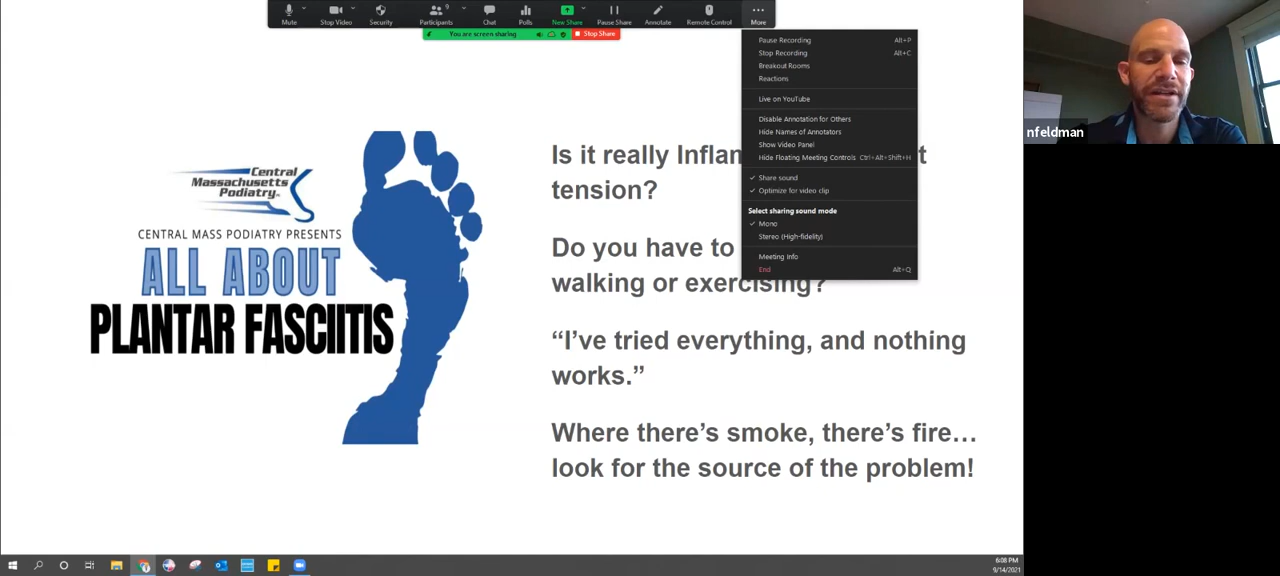 Mute
Stop Video
Security
Participants
9
Chat
Polls
New Share
Pause Share
Annotate
Remote Control
More
You are screen sharing
Stop Share
Pause Recording Alt+P
Stop Recording Alt+C
Breakout Rooms
Reactions
Live on YouTube
Disable Annotation for Others
Hide Names of Annotators
Show Video Panel
Hide Floating Meeting Controls Ctrl+Alt+Shift+H
Share sound
Optimize for video clip
Select sharing sound mode
Mono
Stereo (High-fidelity)
Meeting Info
End Alt+Q
nfeldman
Central
Massachusetts
Podiatry
CENTRAL MASS PODIATRY PRESENTS
ALL ABOUT
PLANTAR FASCIITIS
Is it really
tension?
Do you have to
walking or exercising?
“I’ve tried everything, and nothing
works.”
Where there’s smoke, there’s fire…
look for the source of the problem!
6:08 PM
9/14/2021